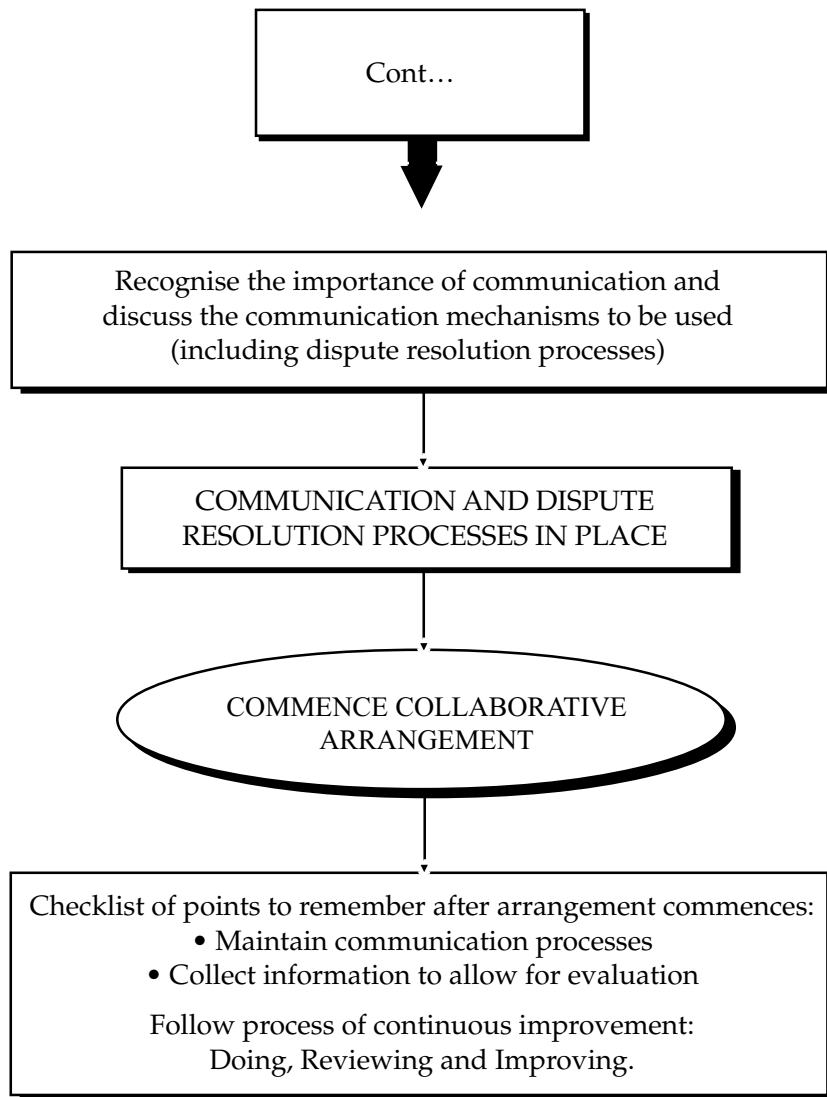 Cont…
Recognise the importance of communication and
discuss the communication mechanisms to be used
(including dispute resolution processes)
COMMUNICATION AND DISPUTE
RESOLUTION PROCESSES IN PLACE
COMMENCE COLLABORATIVE
ARRANGEMENT
Checklist of points to remember after arrangement commences:
• Maintain communication processes
• Collect information to allow for evaluation
Follow process of continuous improvement:
Doing, Reviewing and Improving.